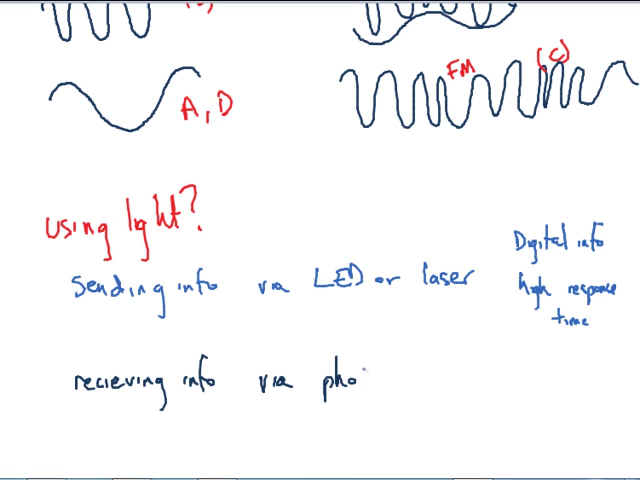 FM
(C)
A, D
using light?
Digital info
Sending info via LED or laser
high response
time
recieving info via pho